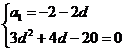 a₁ = −2 − 2d
3d² + 4d − 20 = 0